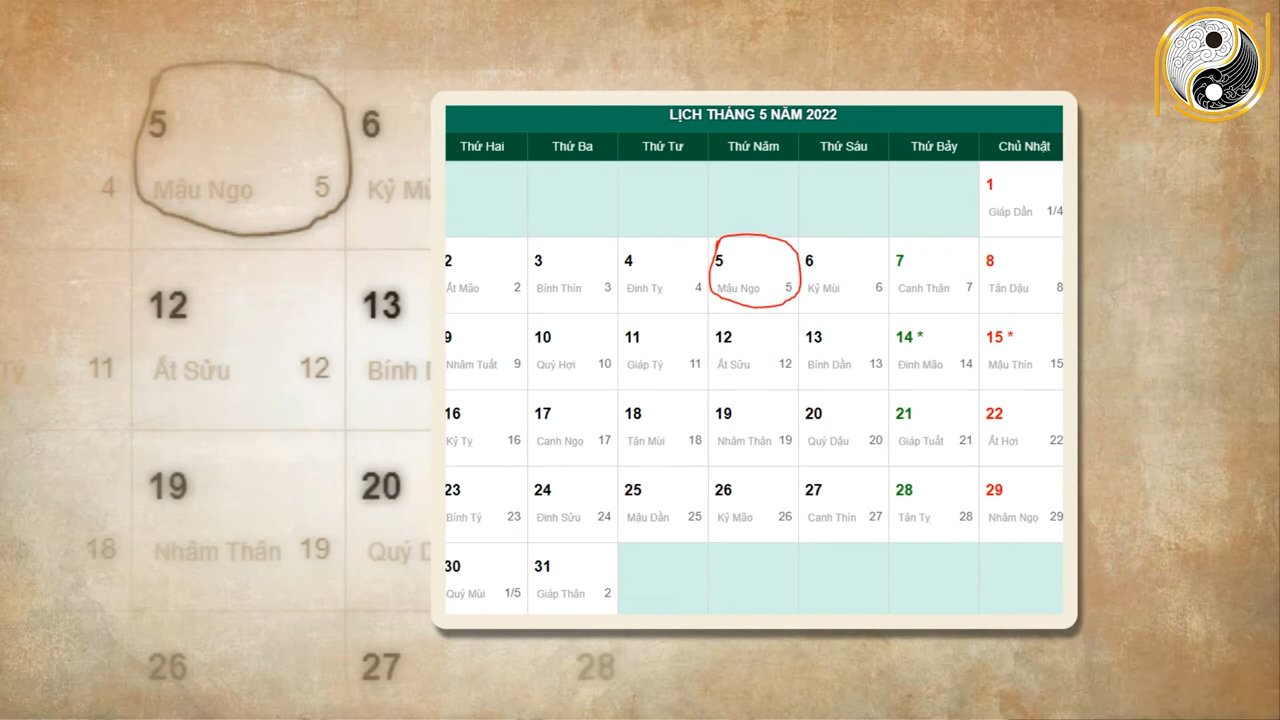 LỊCH THÁNG 5 NĂM 2022
Thứ Hai Thứ Ba Thứ Tư Thứ Năm Thứ Sáu Thứ Bảy Chủ Nhật
1
Giáp Dần 1/4
2 3 4 5 6 7 8
Ất Mão 2 Bính Thìn 3 Đinh Tỵ 4 Mậu Ngọ 5 Kỷ Mùi 6 Canh Thân 7 Tân Dậu 8
9 10 11 12 13 14 * 15 *
Nhâm Tuất 9 Quý Hợi 10 Giáp Tý 11 Ất Sửu 12 Bính Dần 13 Đinh Mão 14 Mậu Thìn 15
16 17 18 19 20 21 22
Kỷ Tỵ 16 Canh Ngọ 17 Tân Mùi 18 Nhâm Thân 19 Quý Dậu 20 Giáp Tuất 21 Ất Hợi 22
23 24 25 26 27 28 29
Bính Tý 23 Đinh Sửu 24 Mậu Dần 25 Kỷ Mão 26 Canh Thìn 27 Tân Tỵ 28 Nhâm Ngọ 29
30 31
Quý Mùi 1/5 Giáp Thân 2
5 6
4 Mậu Ngọ 5 Kỷ
12 13
11 Ất Sửu 12 Bính
19 20
18 Nhâm Thân 19 Quý
26 27 28